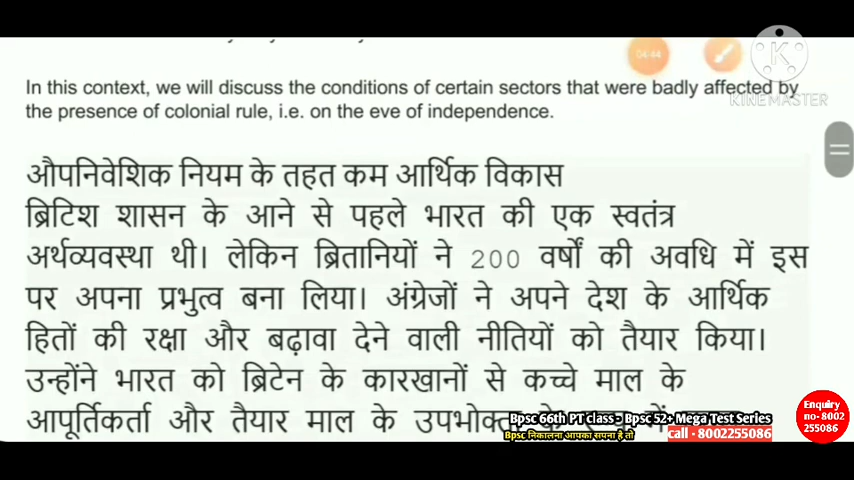 04:44
KINEMASTER
In this context, we will discuss the conditions of certain sectors that were badly affected by
the presence of colonial rule, i.e. on the eve of independence.
औपनिवेशिक नियम के तहत कम आर्थिक विकास
ब्रिटिश शासन के आने से पहले भारत की एक स्वतंत्र
अर्थव्यवस्था थी। लेकिन ब्रितानियों ने 200 वर्षों की अवधि में इस
पर अपना प्रभुत्व बना लिया। अंग्रेजों ने अपने देश के आर्थिक
हितों की रक्षा और बढ़ावा देने वाली नीतियों को तैयार किया।
उन्होंने भारत को ब्रिटेन के कारखानों से कच्चे माल के
आपूर्तिकर्ता और तैयार माल के
Bpsc 66th PT class Bpsc 52+ Mega Test Series
Bpsc निकालना आपका सपना है तो
call - 8002255086
Enquiry
no- 8002
255086